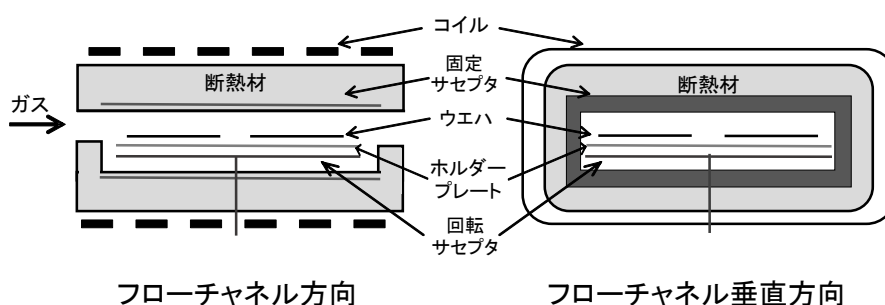 コイル
固定
サセプタ
断熱材
断熱材
ガス
ウエハ
ホルダー
プレート
回転
サセプタ
フローチャネル方向
フローチャネル垂直方向